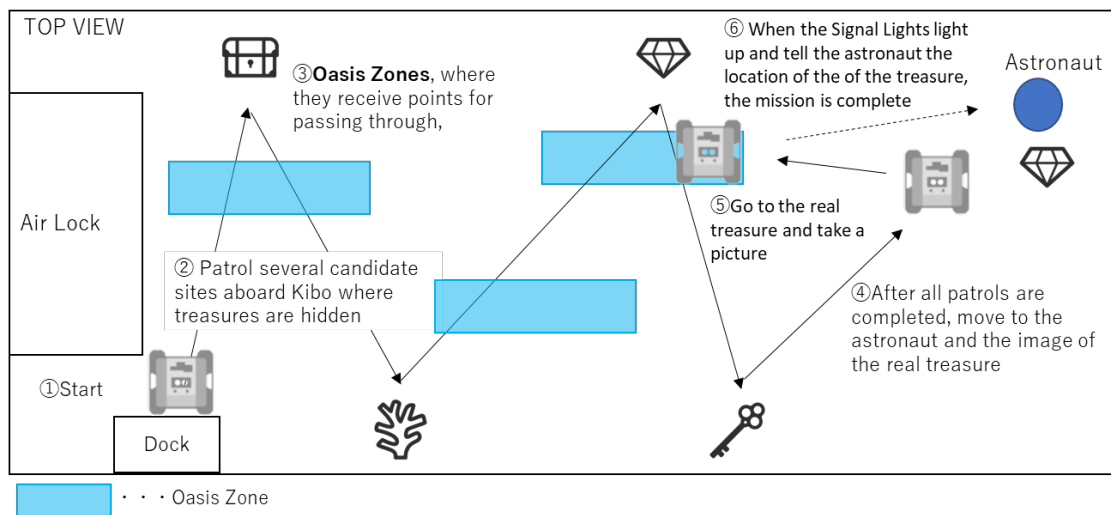 TOP VIEW
③Oasis Zones, where
they receive points for
passing through,
⑥ When the Signal Lights light
up and tell the astronaut the
location of the of the treasure,
the mission is complete
Astronaut
Air Lock
② Patrol several candidate
sites aboard Kibo where
treasures are hidden
⑤Go to the real
treasure and take a
picture
④After all patrols are
completed, move to the
astronaut and the image of
the real treasure
①Start
Dock
・・・Oasis Zone